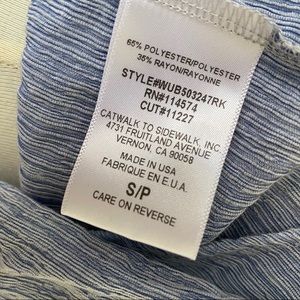 65% POLYESTER/POLYESTER
35% RAYON/RAYONNE
STYLE#WUB503247RK
RN#114574
CUT#11227
CATWALK TO SIDEWALK, INC.
4731 FRUITLAND AVENUE
VERNON, CA 90058
MADE IN USA
FABRIQUE EN E.U.A.
S/P
CARE ON REVERSE